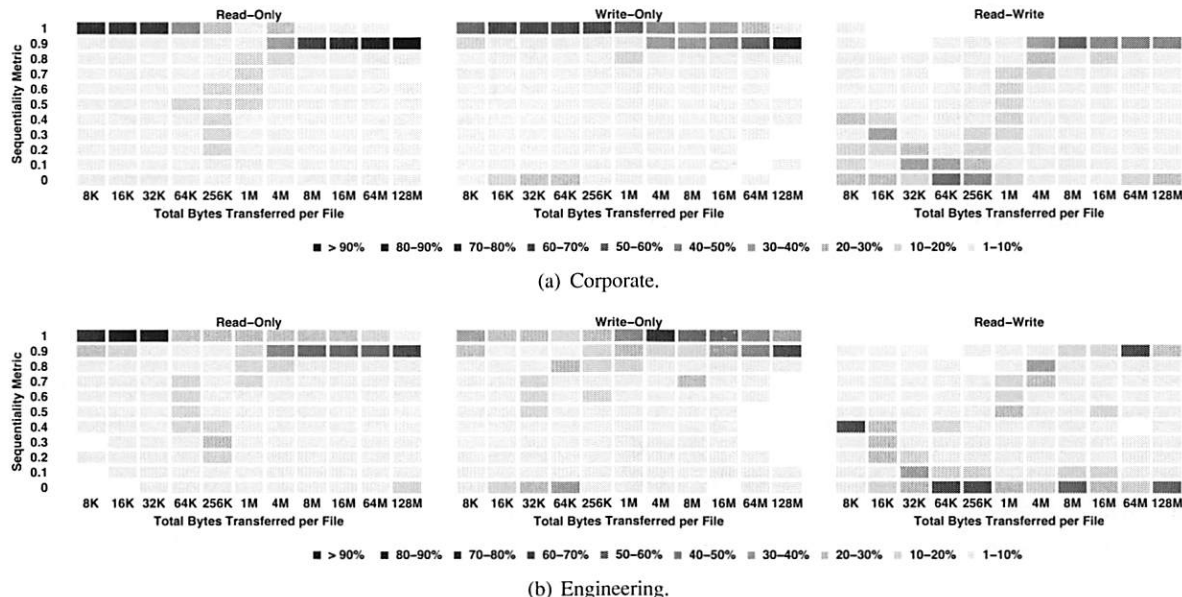 Read-Only Write-Only Read-Write
Sequentiality Metric
1
0.9
0.8
0.7
0.6
0.5
0.4
0.3
0.2
0.1
0
8K 16K 32K 64K 256K 1M 4M 8M 16M 64M 128M 8K 16K 32K 64K 256K 1M 4M 8M 16M 64M 128M 8K 16K 32K 64K 256K 1M 4M 8M 16M 64M 128M
Total Bytes Transferred per File Total Bytes Transferred per File Total Bytes Transferred per File
> 90% 80-90% 70-80% 60-70% 50-60% 40-50% 30-40% 20-30% 10-20% 1-10%
(a) Corporate.
Read-Only Write-Only Read-Write
Sequentiality Metric
1
0.9
0.8
0.7
0.6
0.5
0.4
0.3
0.2
0.1
0
8K 16K 32K 64K 256K 1M 4M 8M 16M 64M 128M 8K 16K 32K 64K 256K 1M 4M 8M 16M 64M 128M 8K 16K 32K 64K 256K 1M 4M 8M 16M 64M 128M
Total Bytes Transferred per File Total Bytes Transferred per File Total Bytes Transferred per File
> 90% 80-90% 70-80% 60-70% 50-60% 40-50% 30-40% 20-30% 10-20% 1-10%
(b) Engineering.